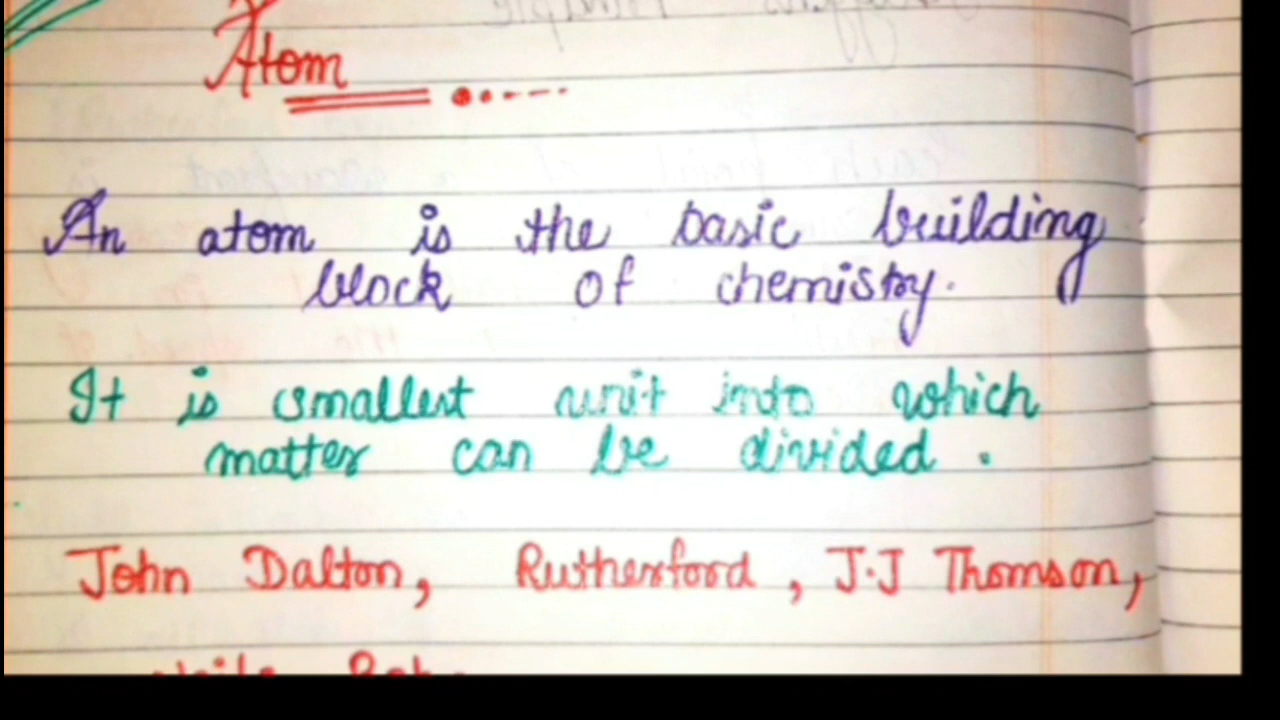 Atom
An atom is the basic building
block of chemistry.
It is smallest unit into which
matter can be divided.
John Dalton, Rutherford, J.J Thomson,